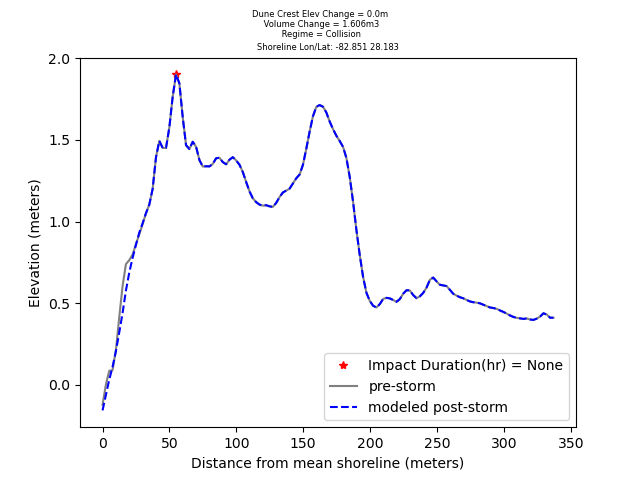 Dune Crest Elev Change = 0.0m
Volume Change = 1.606m3
Regime = Collision
Shoreline Lon/Lat: -82.851 28.183
2.0
1.5
1.0
0.5
0.0
Elevation (meters)
Impact Duration(hr) = None
pre-storm
modeled post-storm
0 50 100 150 200 250 300 350
Distance from mean shoreline (meters)